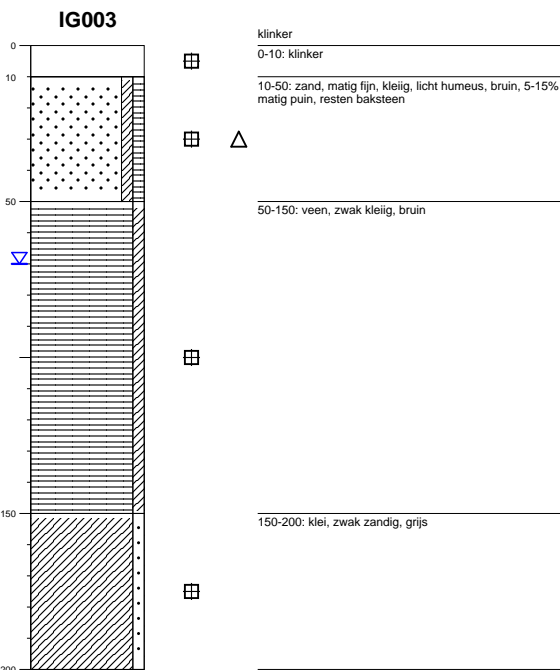 IG003
klinker
0
0-10: klinker
10
10-50: zand, matig fijn, kleiig, licht humeus, bruin, 5-15%
matig puin, resten baksteen
50
50-150: veen, zwak kleiig, bruin
150
150-200: klei, zwak zandig, grijs
200